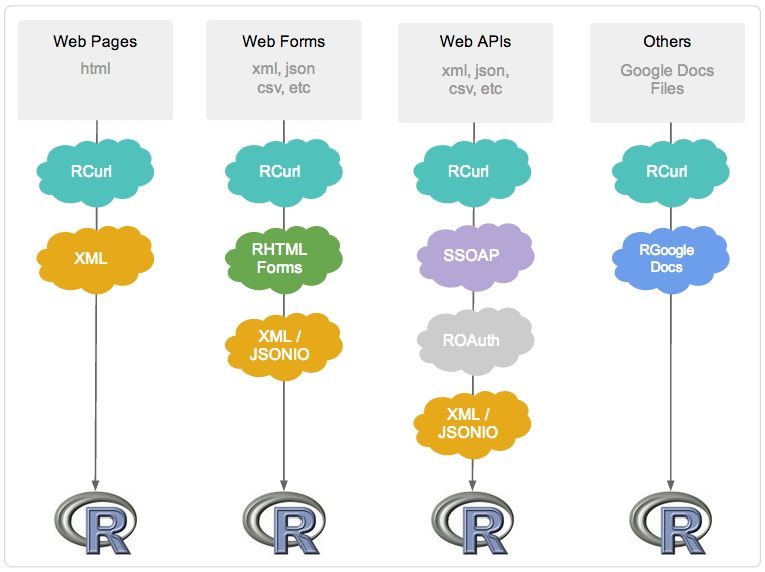 Web Pages
html
RCurl
XML
R
Web Forms
xml, json
csv, etc
RCurl
RHTML
Forms
XML /
JSONIO
R
Web APIs
xml, json,
csv, etc
RCurl
SSOAP
ROAuth
XML /
JSONIO
R
Others
Google Docs
Files
RCurl
RGoogle
Docs
R